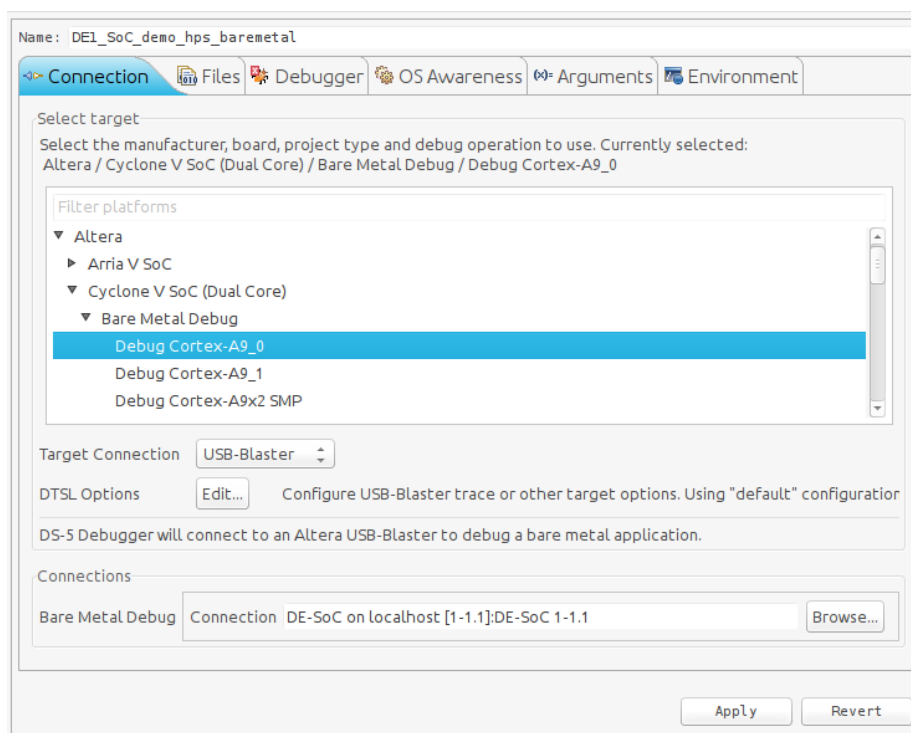 Name: DE1_SoC_demo_hps_baremetal
Connection Files Debugger OS Awareness Arguments Environment
Select target
Select the manufacturer, board, project type and debug operation to use. Currently selected:
Altera / Cyclone V SoC (Dual Core) / Bare Metal Debug / Debug Cortex-A9_0
Filter platforms
Altera
Arria V SoC
Cyclone V SoC (Dual Core)
Bare Metal Debug
Debug Cortex-A9_0
Debug Cortex-A9_1
Debug Cortex-A9x2 SMP
Target Connection USB-Blaster
DTSL Options Edit... Configure USB-Blaster trace or other target options. Using "default" configuration
DS-5 Debugger will connect to an Altera USB-Blaster to debug a bare metal application.
Connections
Bare Metal Debug Connection DE-SoC on localhost [1-1.1]:DE-SoC 1-1.1 Browse...
Apply Revert